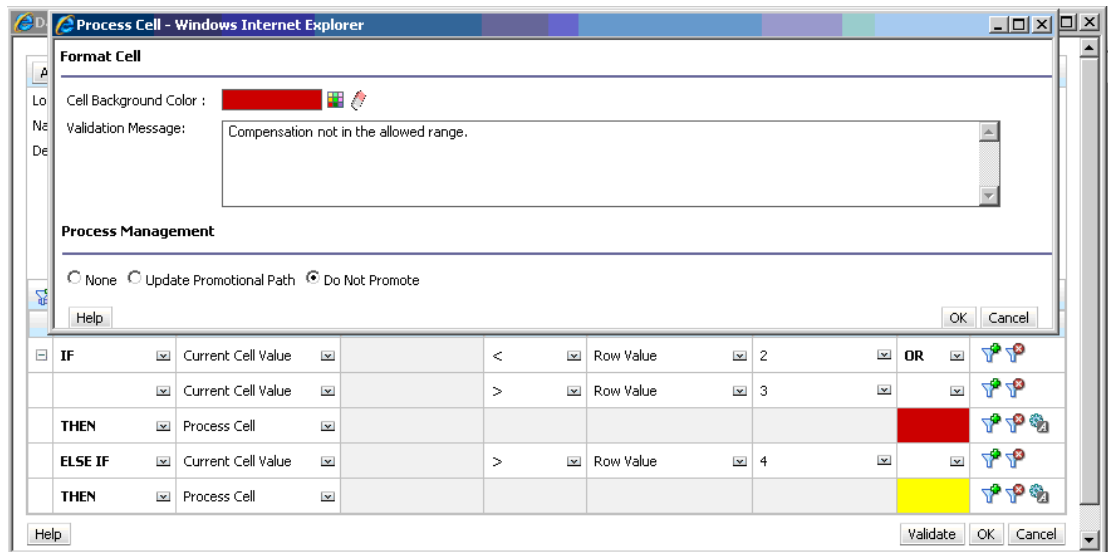 Process Cell - Windows Internet Explorer
Format Cell
Cell Background Color :
Validation Message:
Compensation not in the allowed range.
Process Management
None Update Promotional Path Do Not Promote
Help OK Cancel
IF Current Cell Value < Row Value 2 OR
Current Cell Value > Row Value 3
THEN Process Cell
ELSE IF Current Cell Value > Row Value 4
THEN Process Cell
Help Validate OK Cancel